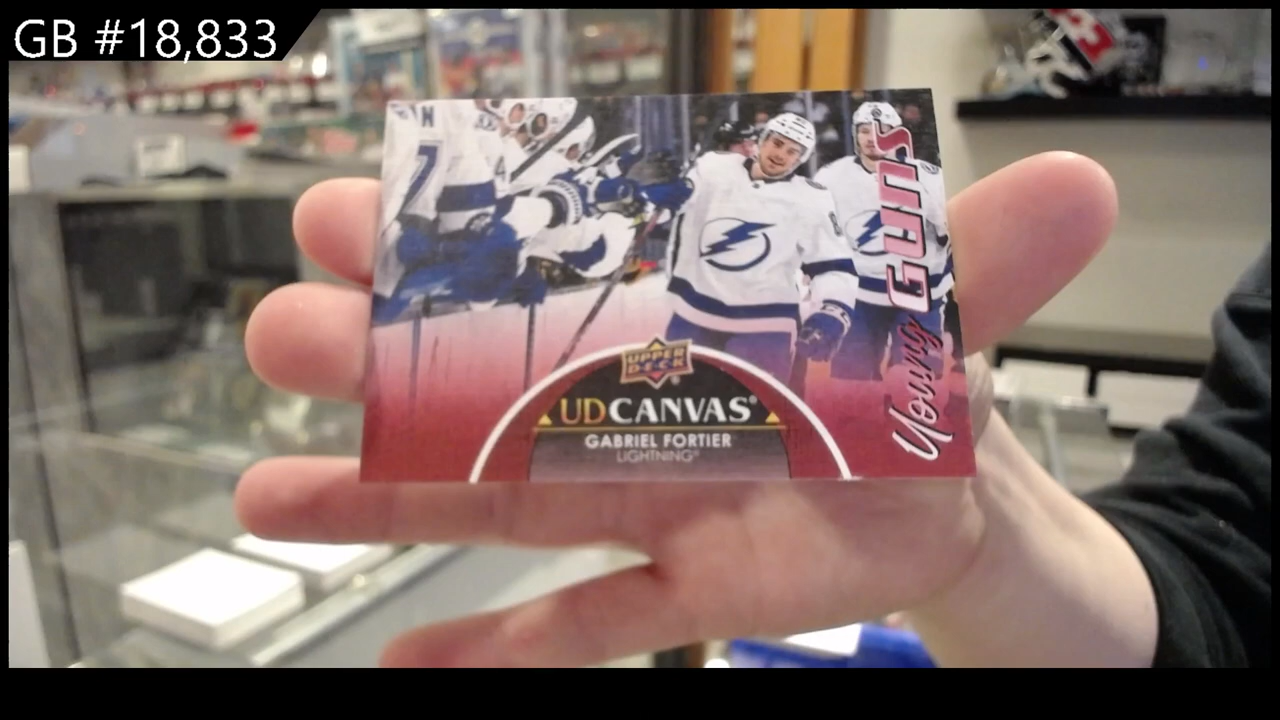 GB #18,833
Young Guns
UPPER
DECK
UD CANVAS®
GABRIEL FORTIER
LIGHTNING®